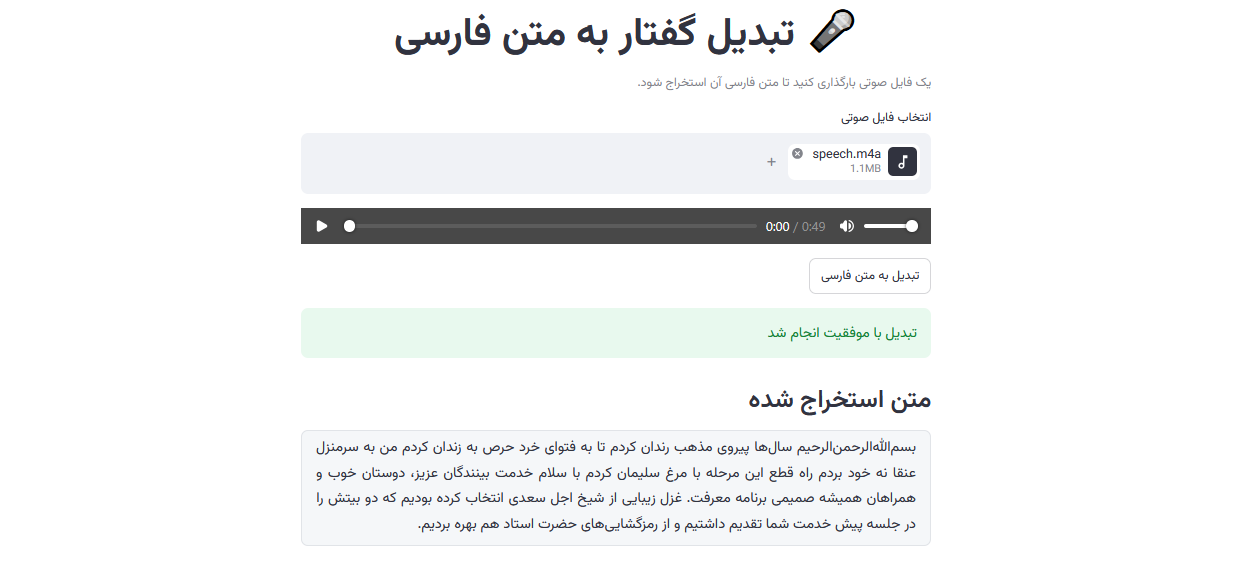 تبدیل گفتار به متن فارسی
یک فایل صوتی بارگذاری کنید تا متن فارسی آن استخراج شود.
انتخاب فایل صوتی
speech.m4a
1.1MB
+
0:00 / 0:49
تبدیل به متن فارسی
تبدیل با موفقیت انجام شد
متن استخراج شده
بسم‌الله‌الرحمن‌الرحیم سال‌ها پیروی مذهب رندان کردم تا به فتوای خرد حرص به زندان کردم من به سرمنزل
عنقا نه خود بردم راه قطع این مرحله با مرغ سلیمان کردم با سلام خدمت بینندگان عزیز، دوستان خوب و
همراهان همیشه صمیمی برنامه معرفت. غزل زیبایی از شیخ اجل سعدی انتخاب کرده بودیم که دو بیتش را
در جلسه پیش خدمت شما تقدیم داشتیم و از رمزگشایی‌های حضرت استاد هم بهره بردیم.